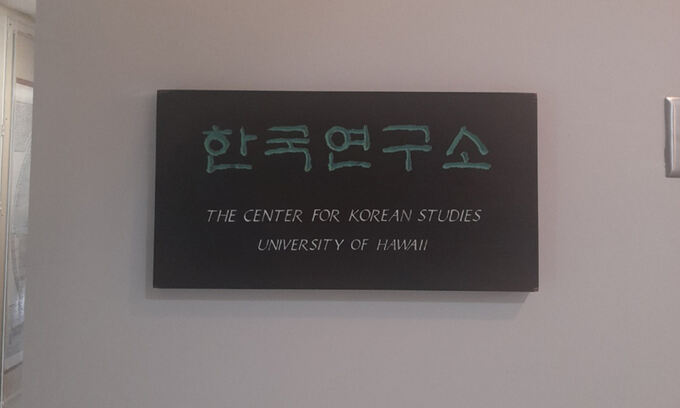 한국연구소
THE CENTER FOR KOREAN STUDIES
UNIVERSITY OF HAWAII